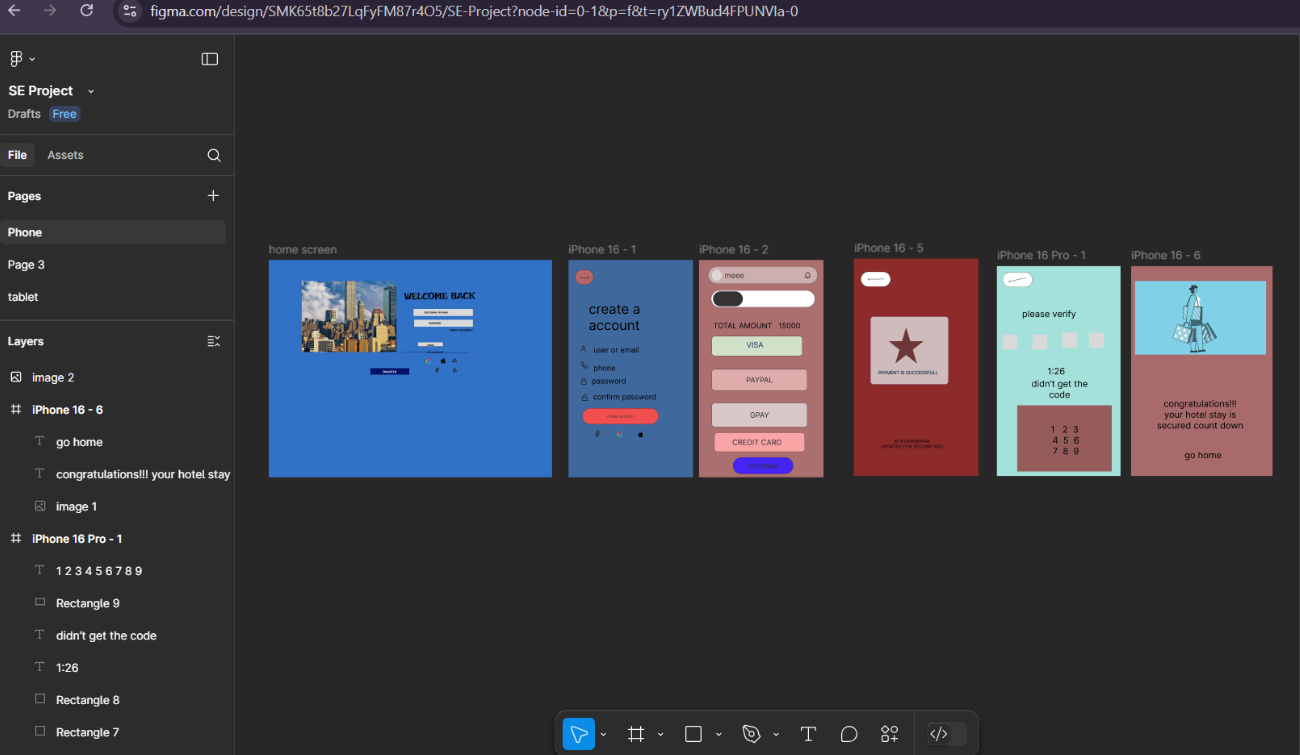 figma.com/design/SMK65t8b27LqFyFM87r4O5/SE-Project?node-id=0-1&p=f&t=ry1ZWBud4FPUNVIa-0
SE Project
Drafts Free
File Assets
Pages
Phone
Page 3
tablet
Layers
image 2
iPhone 16 - 6
go home
congratulations!!! your hotel stay
image 1
iPhone 16 Pro - 1
1 2 3 4 5 6 7 8 9
Rectangle 9
didn't get the code
1:26
Rectangle 8
Rectangle 7
home screen
WELCOME BACK
iPhone 16 - 1
create a
account
user or email
phone
password
confirm password
iPhone 16 - 2
meee
TOTAL AMOUNT 15000
VISA
PAYPAL
GPAY
CREDIT CARD
continue
iPhone 16 - 5
PAYMENT IS SUCCESSFULL
UPDATED FEW SECOND AGO
iPhone 16 Pro - 1
please verify
1:26
didn't get the
code
1 2 3
4 5 6
7 8 9
iPhone 16 - 6
congratulations!!!
your hotel stay is
secured count down
go home